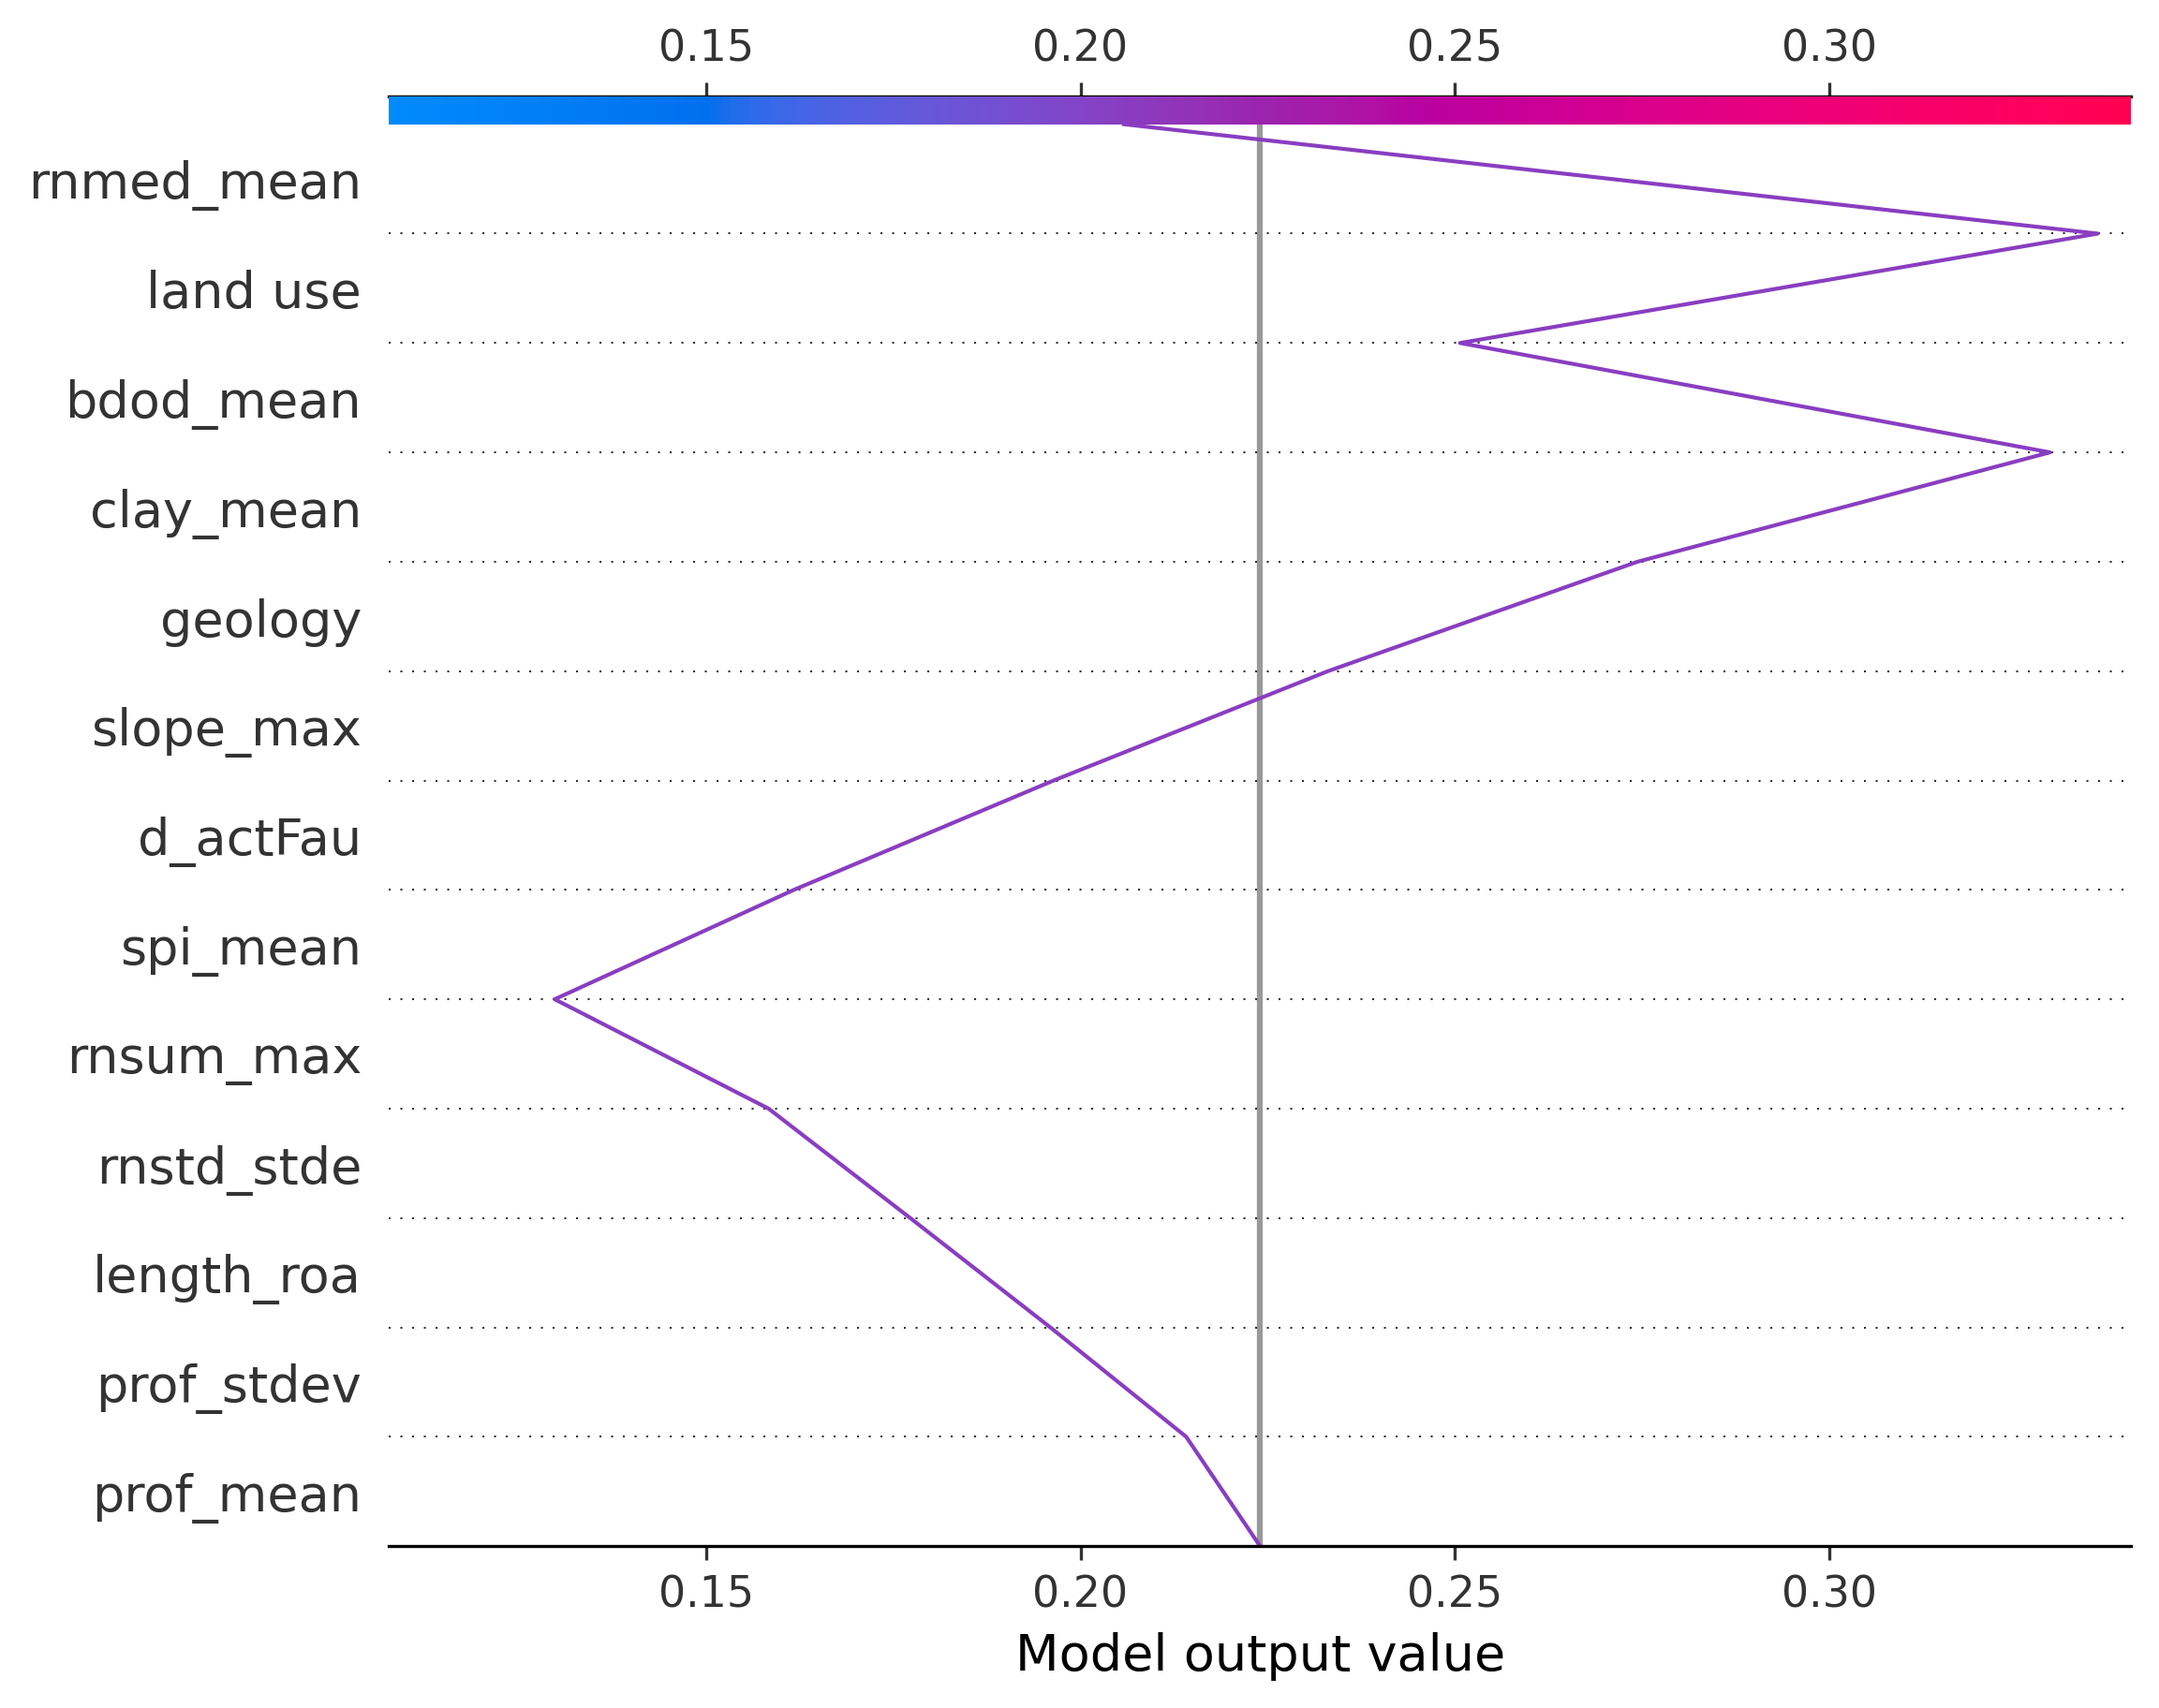 0.15 0.20 0.25 0.30
rnmed_mean
land use
bdod_mean
clay_mean
geology
slope_max
d_actFau
spi_mean
rnsum_max
rnstd_stde
length_roa
prof_stdev
prof_mean
0.15 0.20 0.25 0.30
Model output value